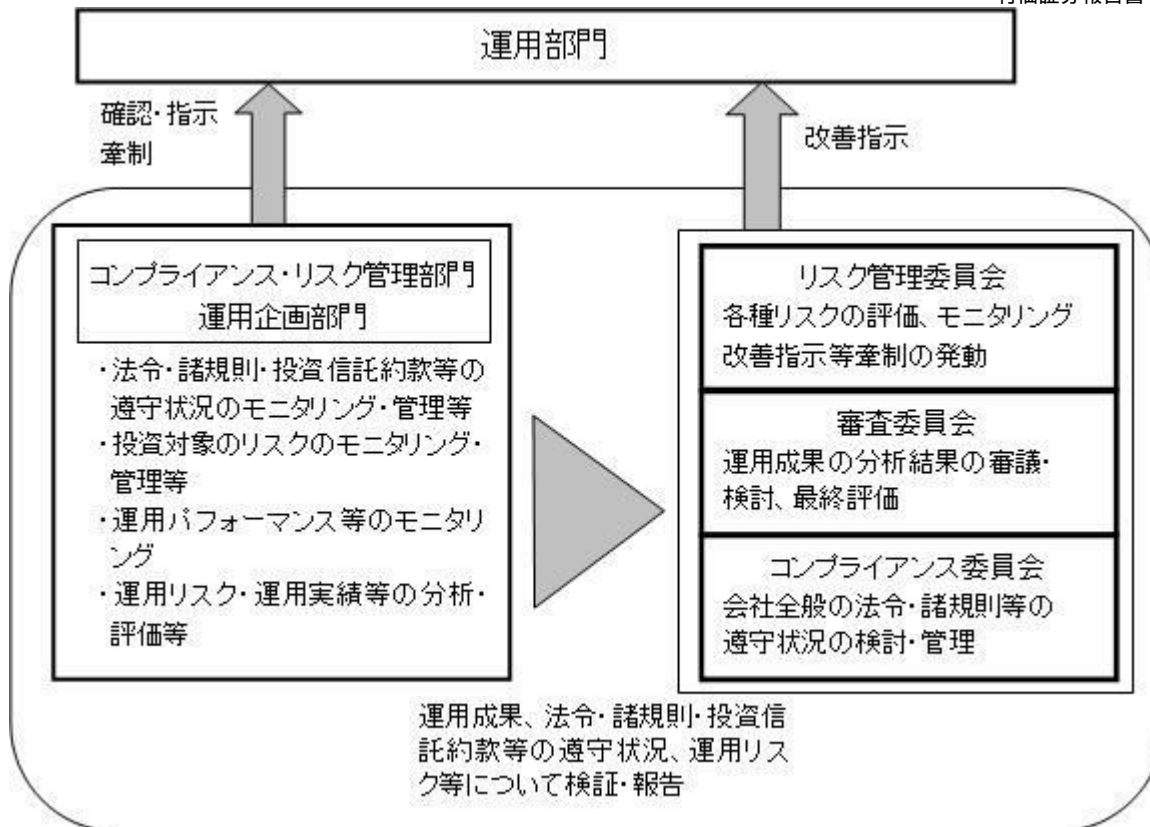 運用部門
確認・指示
牽制
改善指示
コンプライアンス・リスク管理部門
運用企画部門
・法令・諸規則・投資信託約款等の
遵守状況のモニタリング・管理等
・投資対象のリスクのモニタリング・
管理等
・運用パフォーマンス等のモニタリ
ング
・運用リスク・運用実績等の分析・
評価等
リスク管理委員会
各種リスクの評価、モニタリング
改善指示等牽制の発動
審査委員会
運用成果の分析結果の審議・
検討、最終評価
コンプライアンス委員会
会社全般の法令・諸規則等の
遵守状況の検討・管理
運用成果、法令・諸規則・投資信
託約款等の遵守状況、運用リス
ク等について検証・報告